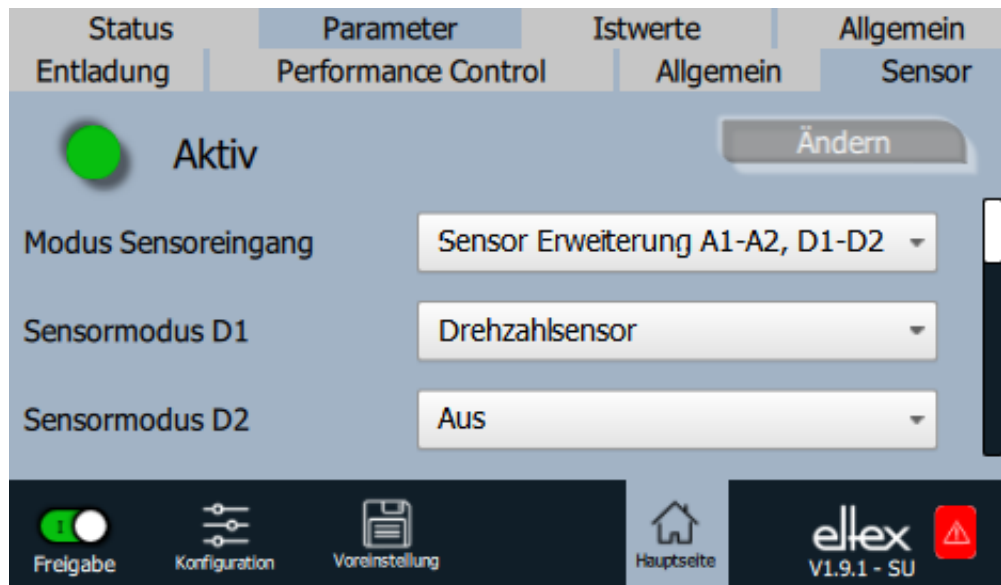 Status Parameter Istwerte Allgemein
Entladung Performance Control Allgemein Sensor
Aktiv Ändern
Modus Sensoreingang Sensor Erweiterung A1-A2, D1-D2
Sensormodus D1 Drehzahlsensor
Sensormodus D2 Aus
I eltex
Freigabe Konfiguration Voreinstellung Hauptseite V1.9.1 - SU